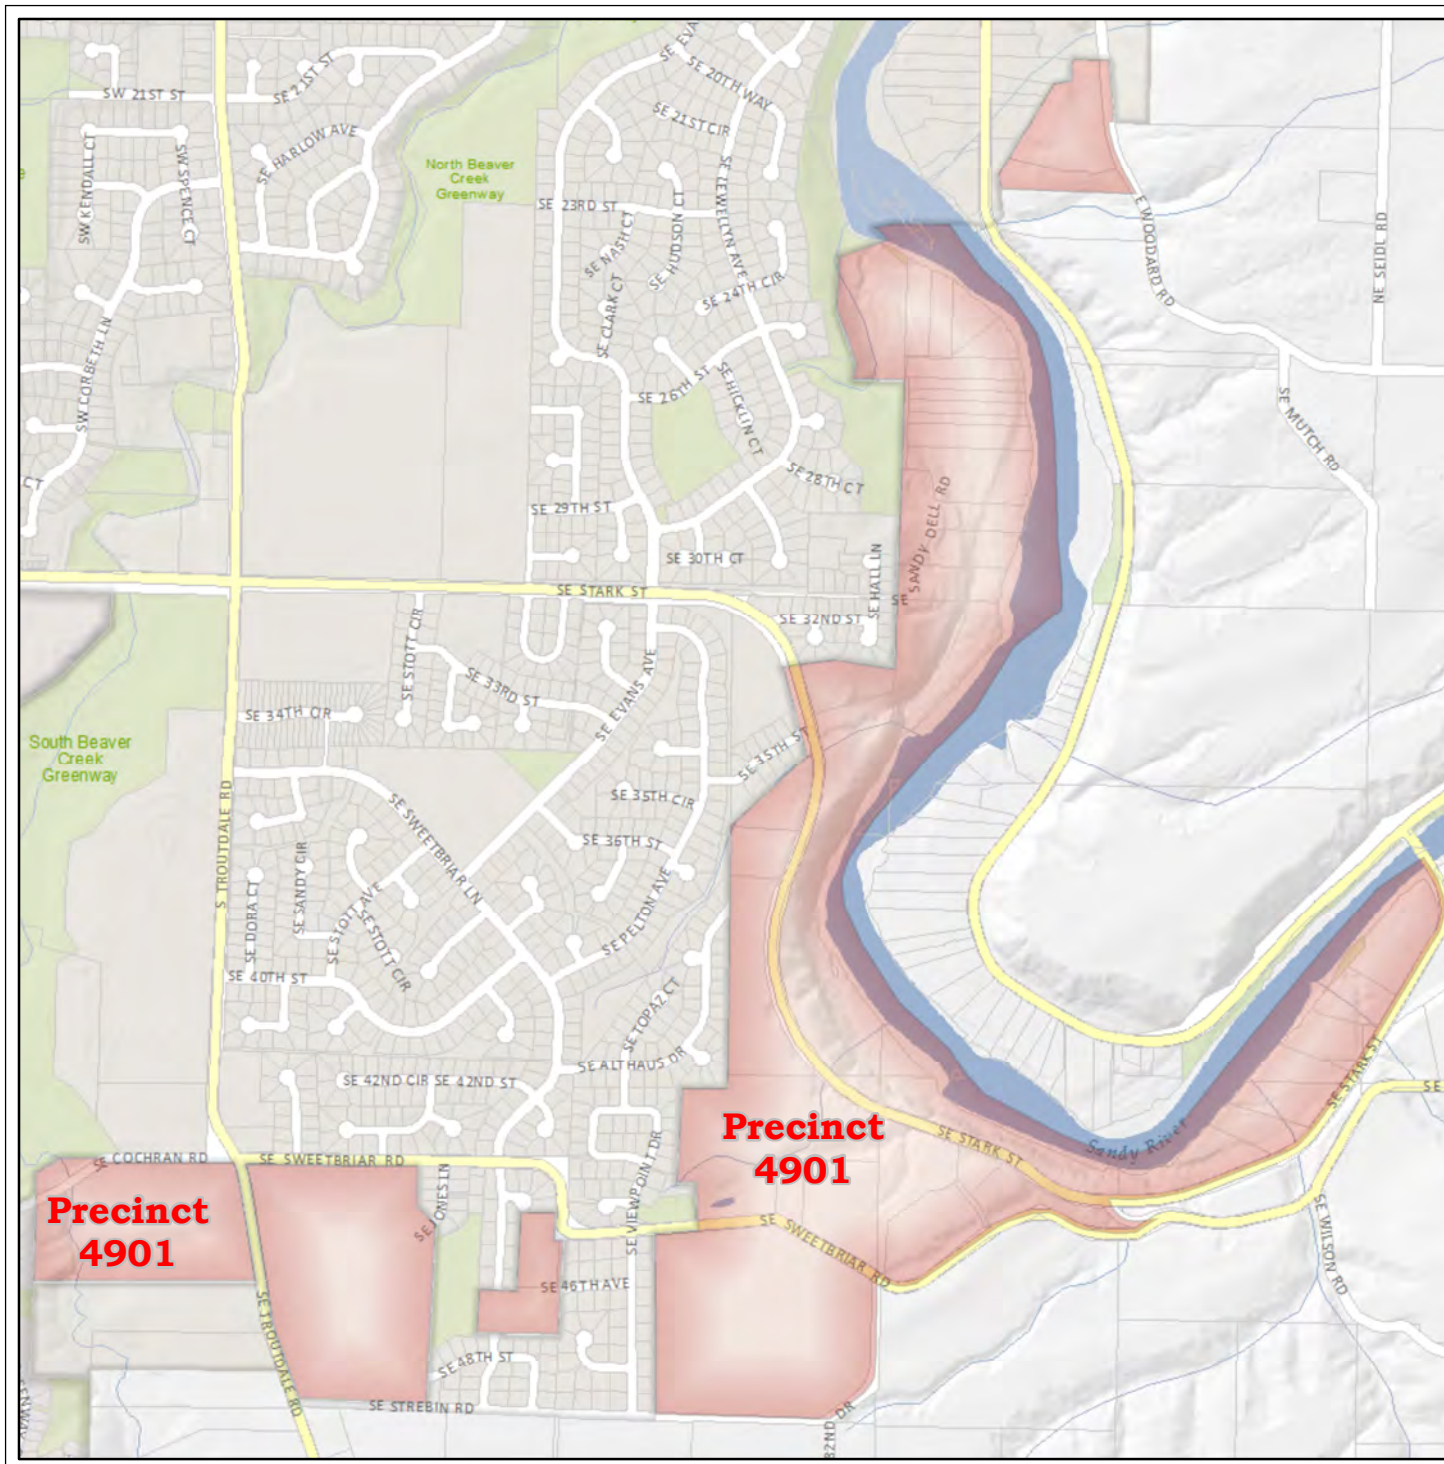 SE EVA
SE 20TH WAY
SE 21ST ST
SW 21ST ST
SE 21ST CIR
SE HARLOW AVE
SW KENDALL CT
SW SPENCE CT
North Beaver
Creek
Greenway
SE LEWELLYN AVE
SE 23RD ST
SE NASH CT
SE HUDSON CT
E WOODARD RD
NE SEIDL RD
SE 24TH CIR
SE CLARK CT
SW CORBETH LN
SE 26TH ST
SE HICKLIN CT
SE MUTCH RD
CT
SE 28TH CT
SE 29TH ST
SANDY DELL RD
SE 30TH CT
SE HALL LN
SE STARK ST
SE
SE 32ND ST
SE STOTT CIR
SE 33RD ST
SE EVANS AVE
SE 34TH CIR
South Beaver
Creek
Greenway
SE 35TH ST
SE 35TH CIR
S TROUTDALE RD
SE SWEETBRIAR LN
SE 36TH ST
SE SANDY CIR
SE DORA CT
SE STOTT AVE
SE STOTT CIR
SE PELTON AVE
SE 40TH ST
SE TOPAZ CT
SE ALTHAUS DR
SE 42ND CIR
SE 42ND ST
SE STARK ST
SE
Precinct
4901
SE STARK ST
Sandy River
SE VIEWPOINT DR
SE COCHRAN RD
SE SWEETBRIAR RD
SE JONES LN
Precinct
4901
SE SWEETBRIAR RD
SE WILSON RD
SE 46TH AVE
SE TROUTDALE RD
SE 48TH ST
SE STREBIN RD
82ND DR